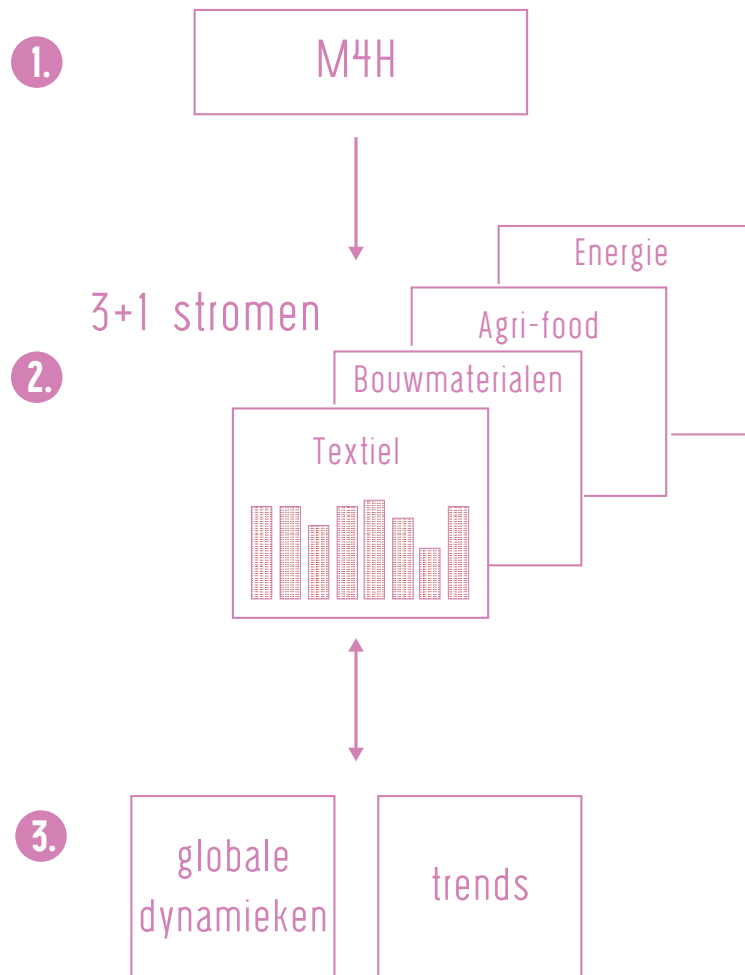 1.
M4H
Energie
3+1 stromen
Agri-food
2.
Bouwmaterialen
Textiel
3.
globale
dynamieken
trends